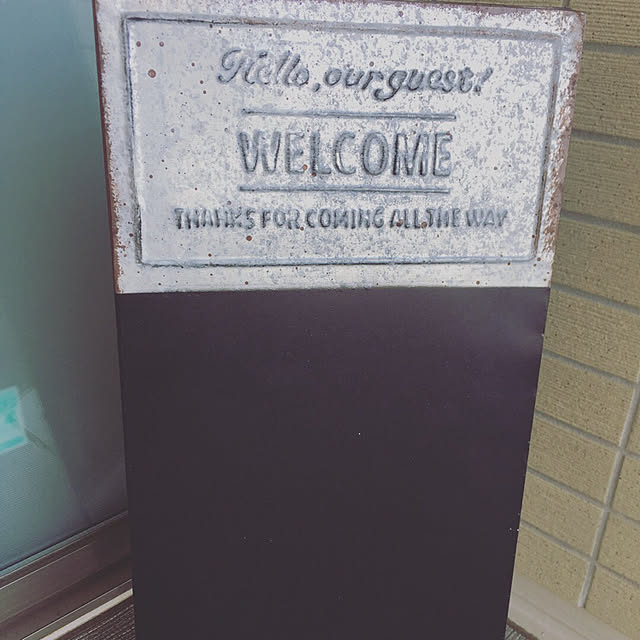 Hello, our guest!
WELCOME
THANKS FOR COMING ALL THE WAY